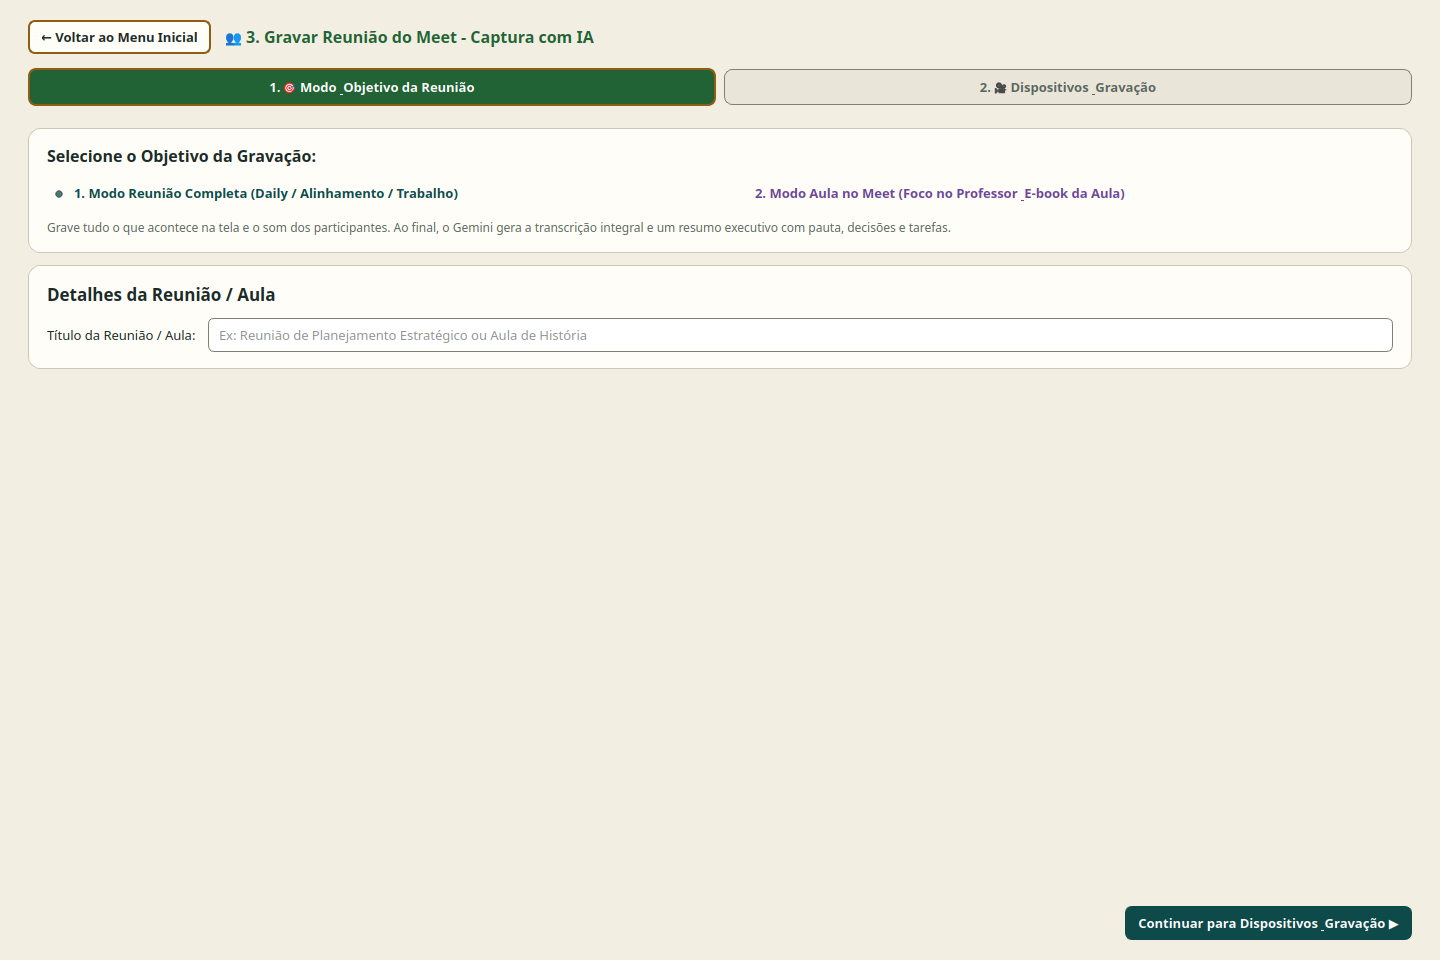 ← Voltar ao Menu Inicial
👥 3. Gravar Reunião do Meet - Captura com IA
1. 🎯 Modo _Objetivo da Reunião
2. 🎥 Dispositivos _Gravação
Selecione o Objetivo da Gravação:
1. Modo Reunião Completa (Daily / Alinhamento / Trabalho)
2. Modo Aula no Meet (Foco no Professor _E-book da Aula)
Grave tudo o que acontece na tela e o som dos participantes. Ao final, o Gemini gera a transcrição integral e um resumo executivo com pauta, decisões e tarefas.
Detalhes da Reunião / Aula
Título da Reunião / Aula:
Ex: Reunião de Planejamento Estratégico ou Aula de História
Continuar para Dispositivos _Gravação ▶